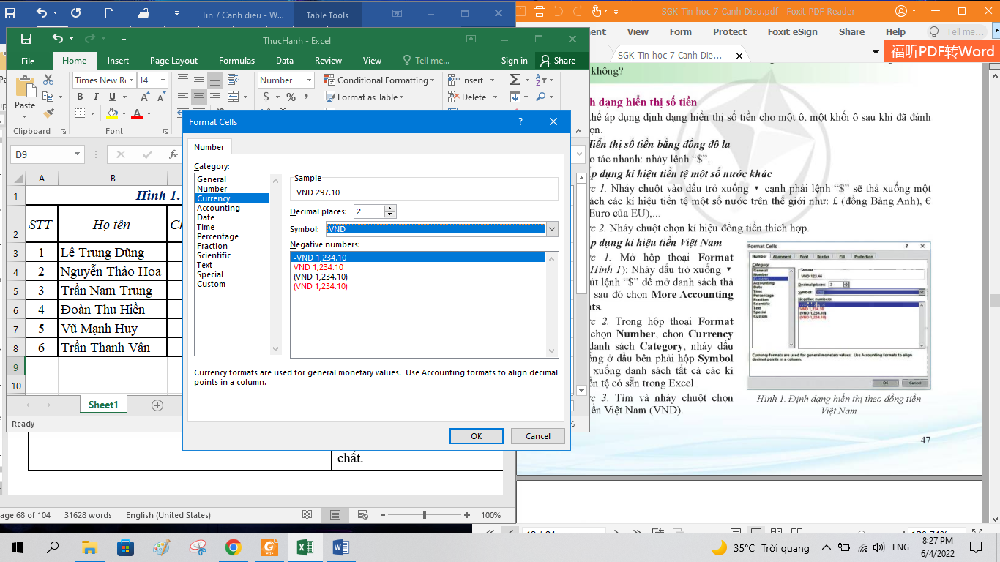 Tin 7 Canh dieu - W...
Table Tools
SGK Tin hoc 7 Canh Dieu.pdf - Foxit PDF Reader
ThucHanh - Excel
ent View Form Protect Foxit eSign Share Help Tell me...
File Home Insert Page Layout Formulas Data Review View Tell me... Sign in Share
SGK Tin hoc 7 Canh Die...
福昕PDF转Word
Paste
Clipboard
Times New Ro 14
B I U
Font
Number
$ % ,
Conditional Formatting
Format as Table
Insert
Delete
D9
fx
A B
1 Hình 1.
2 STT Họ tên
3 1 Lê Trung Dũng
4 2 Nguyễn Thảo Hoa
5 3 Trần Nam Trung
6 4 Đoàn Thu Hiền
7 5 Vũ Mạnh Huy
8 6 Trần Thanh Vân
9
10
Sheet1
Ready
Format Cells
Number
Category:
General
Number
Currency
Accounting
Date
Time
Percentage
Fraction
Scientific
Text
Special
Custom
Sample
VND 297.10
Decimal places: 2
Symbol: VND
Negative numbers:
-VND 1,234.10
VND 1,234.10
(VND 1,234.10)
(VND 1,234.10)
Currency formats are used for general monetary values. Use Accounting formats to align decimal
points in a column.
OK Cancel
chất.
age 68 of 104 31628 words English (United States) 100%
không?
h dạng hiển thị số tiền
hể áp dụng định dạng hiển thị số tiền cho một ô, một khối ô sau khi đã đánh
ọn.
Hiển thị số tiền bằng đồng đô la
o tác nhanh: nháy lệnh “$”.
p dụng kí hiệu tiền tệ một số nước khác
c 1. Nháy chuột vào dấu trỏ xuống ▾ cạnh phải lệnh “$” sẽ thả xuống một
ách các kí hiệu tiền tệ một số nước trên thế giới như: £ (đồng Bảng Anh), €
Euro của EU),...
c 2. Nháy chuột chọn kí hiệu đồng tiền thích hợp.
p dụng kí hiệu tiền Việt Nam
c 1. Mở hộp thoại Format
(Hình 1): Nháy dấu trỏ xuống ▾
út lệnh “$” để mở danh sách thả
sau đó chọn More Accounting
ts.
c 2. Trong hộp thoại Format
chọn Number, chọn Currency
danh sách Category, nháy dấu
ống ở đầu bên phải hộp Symbol
xuống danh sách tất cả các kí
n tệ có sẵn trong Excel.
c 3. Tìm và nháy chuột chọn
ền Việt Nam (VND).
Format Cells
Number Alignment Font Border Fill Protection
Category:
General
Number
Currency
Accounting
Date
Time
Percentage
Fraction
Scientific
Text
Special
Custom
VND 123.46
Decimal places: 2
Symbol: VND
Negative numbers:
VND 1,234.10
(VND 1,234.10)
(VND 1,234.10)
Currency formats are used for general monetary values. Use Accounting formats to align
decimal points in a column.
OK Cancel
Hình 1. Định dạng hiển thị theo đồng tiền
Việt Nam
47
35°C Trời quang ENG
8:27 PM
6/4/2022